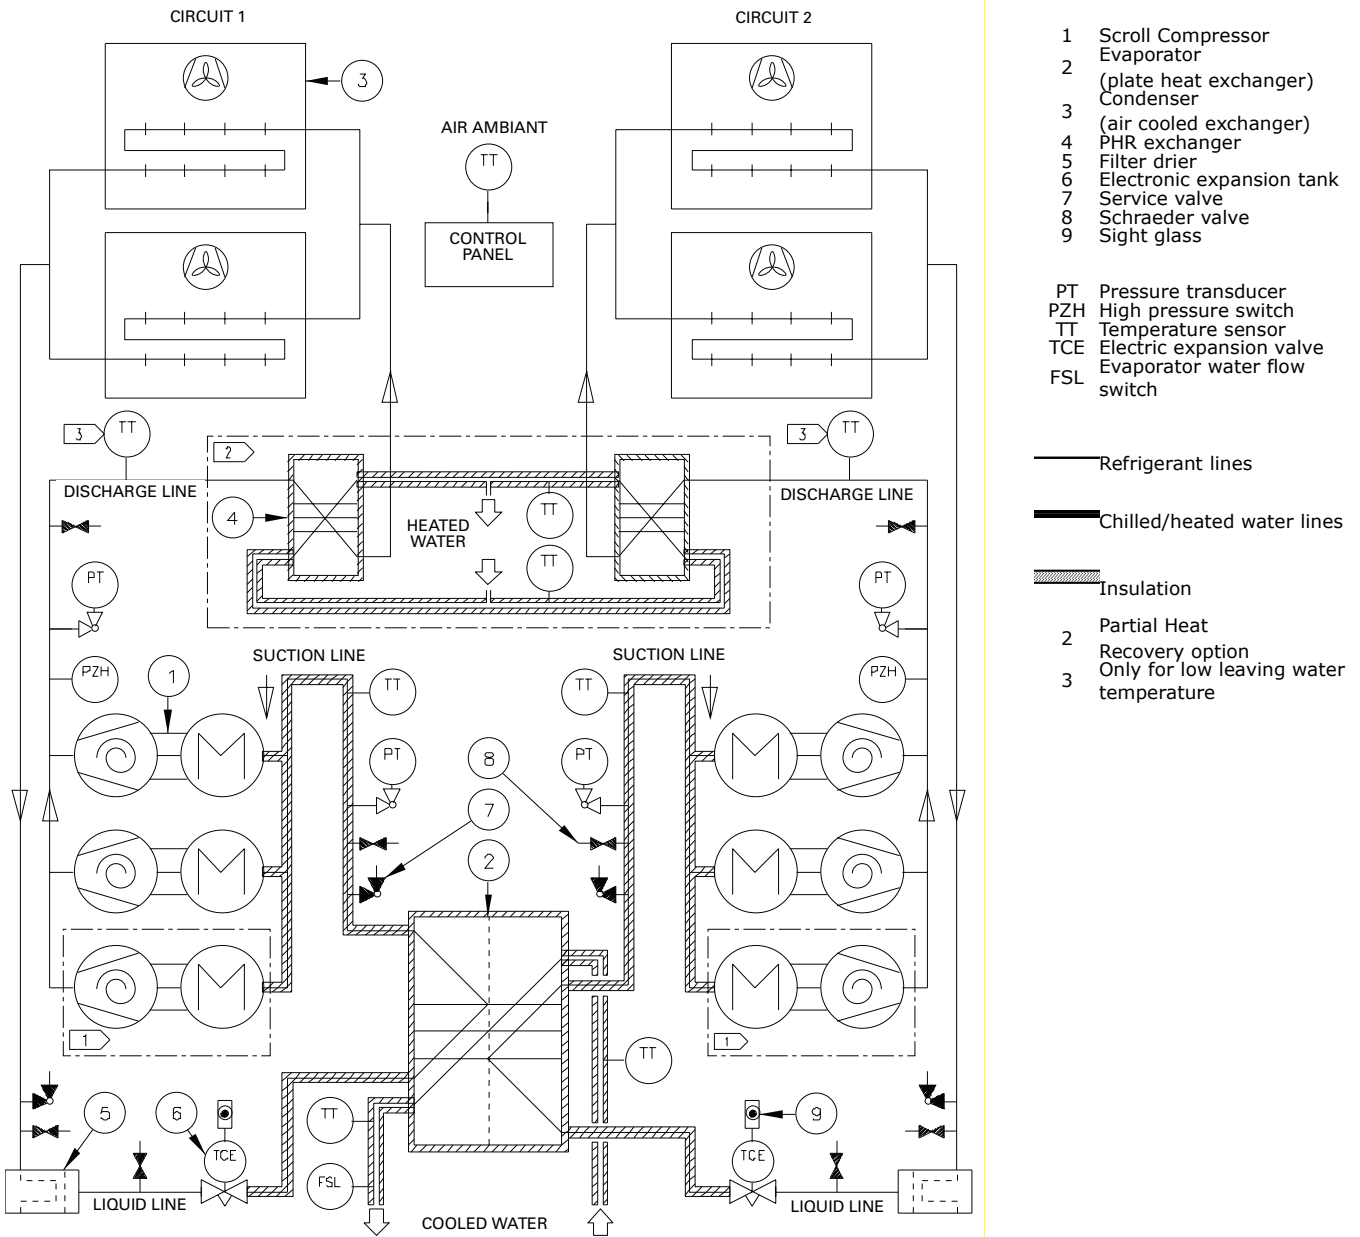 CIRCUIT 1
CIRCUIT 2
3
AIR AMBIANT
TT
CONTROL
PANEL
3
TT
2
3
TT
DISCHARGE LINE
DISCHARGE LINE
4
HEATED
WATER
TT
TT
PT
PT
PZH
1
SUCTION LINE
TT
SUCTION LINE
TT
PZH
PT
8
PT
7
2
1
1
TT
5
6
TCE
TT
FSL
TCE
9
LIQUID LINE
COOLED WATER
LIQUID LINE
1 Scroll Compressor
Evaporator
2
(plate heat exchanger)
Condenser
3
(air cooled exchanger)
4 PHR exchanger
5 Filter drier
6 Electronic expansion tank
7 Service valve
8 Schraeder valve
9 Sight glass
PT Pressure transducer
PZH High pressure switch
TT Temperature sensor
TCE Electric expansion valve
Evaporator water flow
FSL
switch
Refrigerant lines
Chilled/heated water lines
Insulation
Partial Heat
2
Recovery option
Only for low leaving water
3
temperature